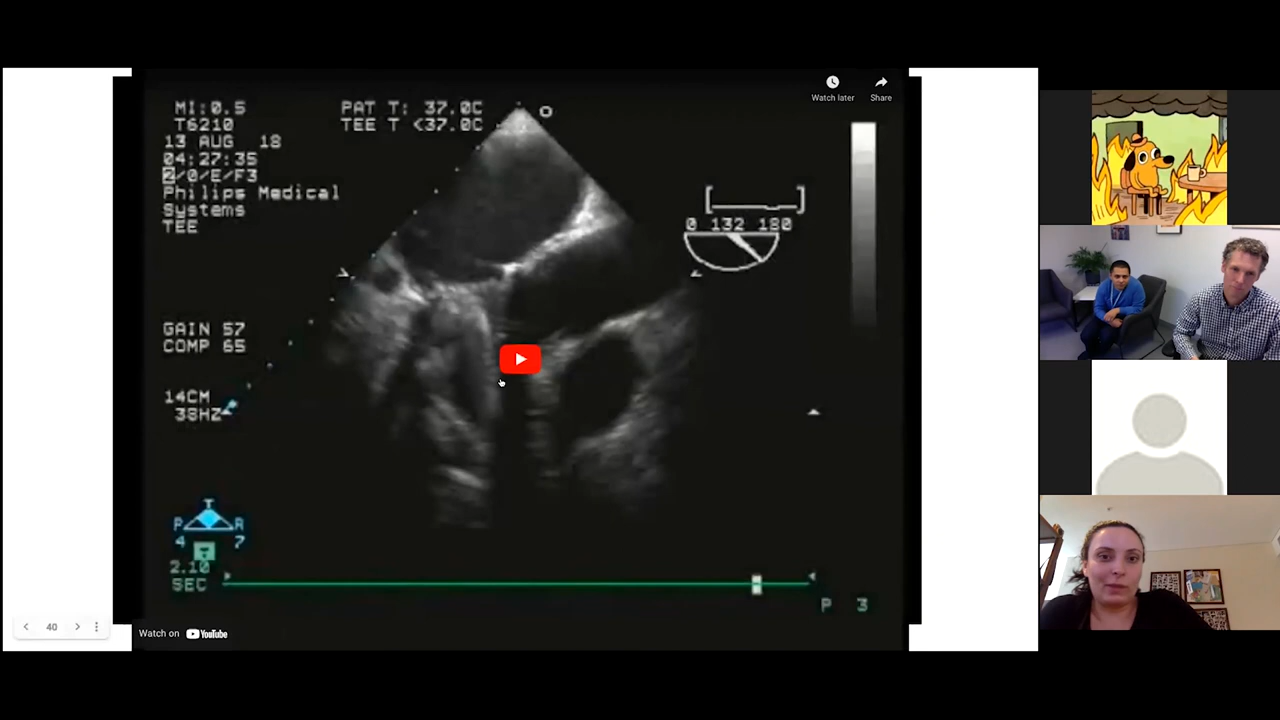 Watch later
Share
MI:0.5
T6210
13 AUG 18
04:27:35
2/0/E/F3
Philips Medical
Systems
TEE
PAT T: 37.0C
TEE T <37.0C
0 132 180
GAIN 57
COMP 65
14CM
38HZ
T
P R
4 7
2.10
SEC
P 3
40
Watch on YouTube